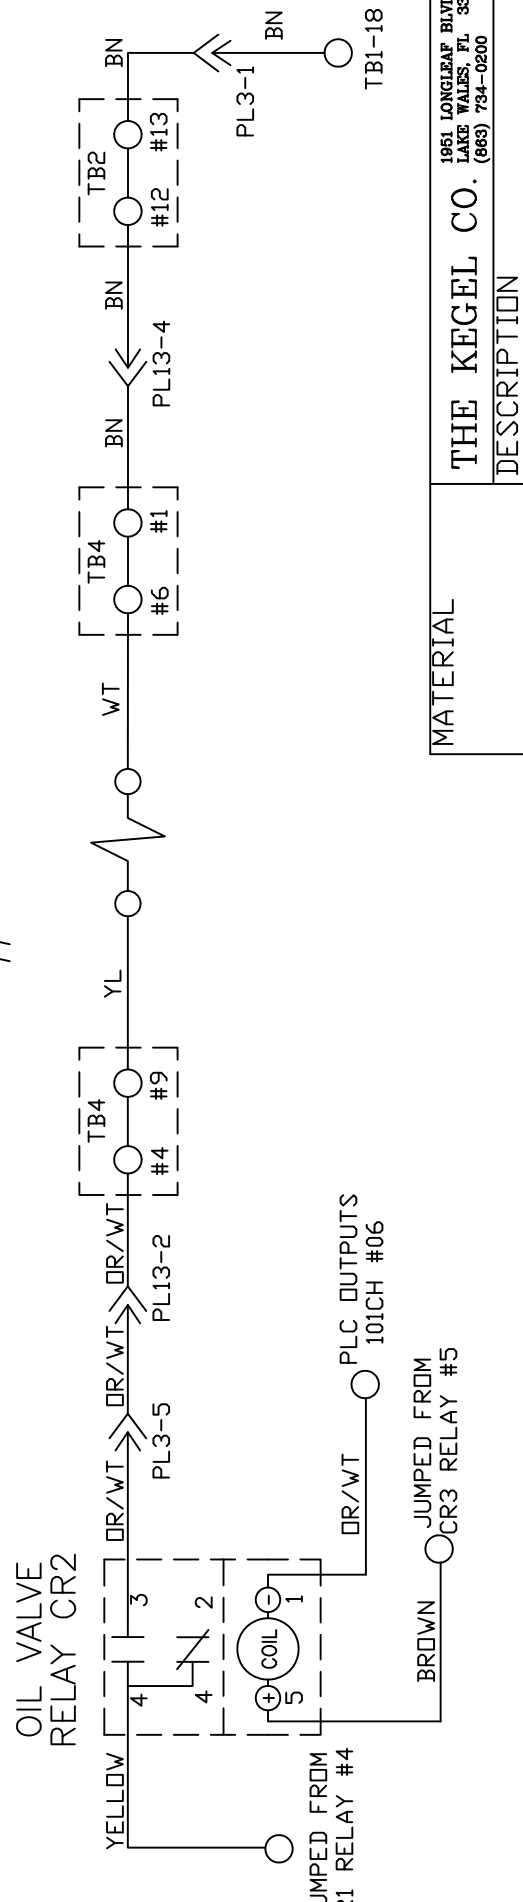 OIL VALVE
RELAY CR2
YELLOW
4
3
4
2
COIL
+
5
-
1
FROM
RELAY #4
BROWN
JUMPED FROM
CR3 RELAY #5
OR/WT
PLC OUTPUTS
101CH #06
OR/WT
PL3-5
OR/WT
PL13-2
OR/WT
TB4
#4
#9
YL
WT
TB4
#6
#1
BN
PL13-4
BN
TB2
#12
#13
BN
PL3-1
BN
TB1-18
MATERIAL
THE KEGEL CO.
1951 LONGLEAF
LAKE WALES, FL
(863) 734-0200
DESCRIPTION